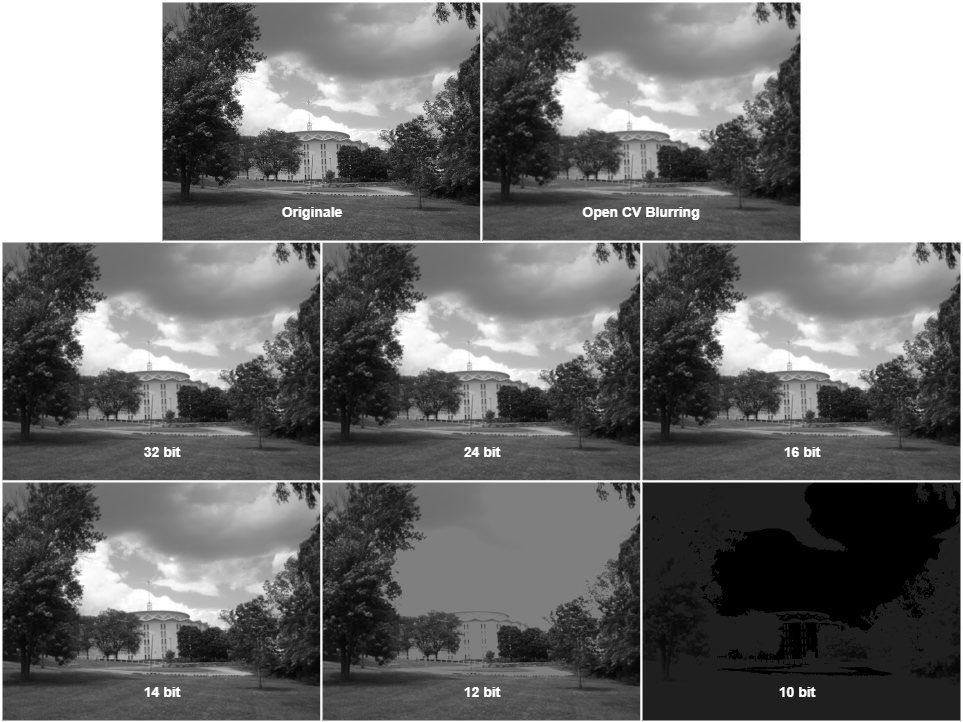 Originale
Open CV Blurring
32 bit
24 bit
16 bit
14 bit
12 bit
10 bit